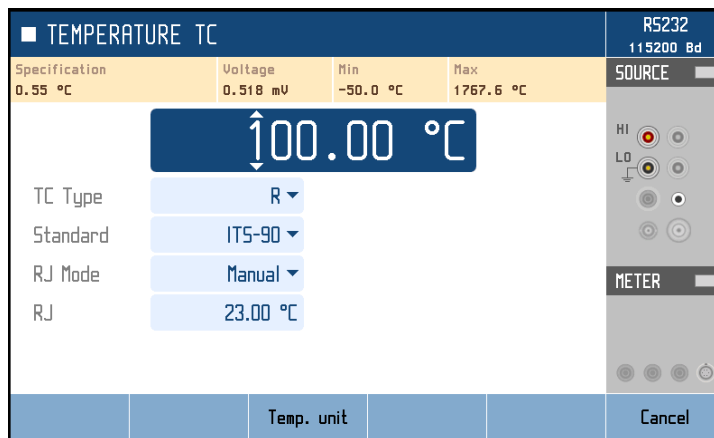 TEMPERATURE TC
RS232
115200 Bd
Specification Voltage Min Max
0.55 °C 0.518 mV -50.0 °C 1767.6 °C
SOURCE
100.00 °C
HI
LO
TC Type R
Standard ITS-90
RJ Mode Manual
RJ 23.00 °C
METER
Temp. unit Cancel